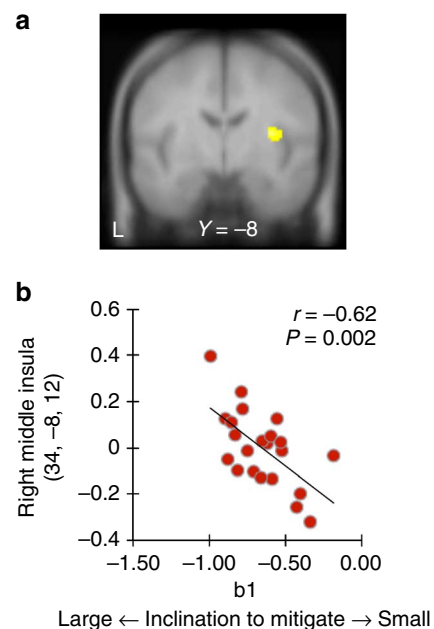 a
L
Y = –8
b
r = –0.62
P = 0.002
Right middle insula
(34, –8, 12)
0.6
0.4
0.2
0
–0.2
–0.4
–1.50 –1.00 –0.50 0.00
b1
Large ← Inclination to mitigate → Small